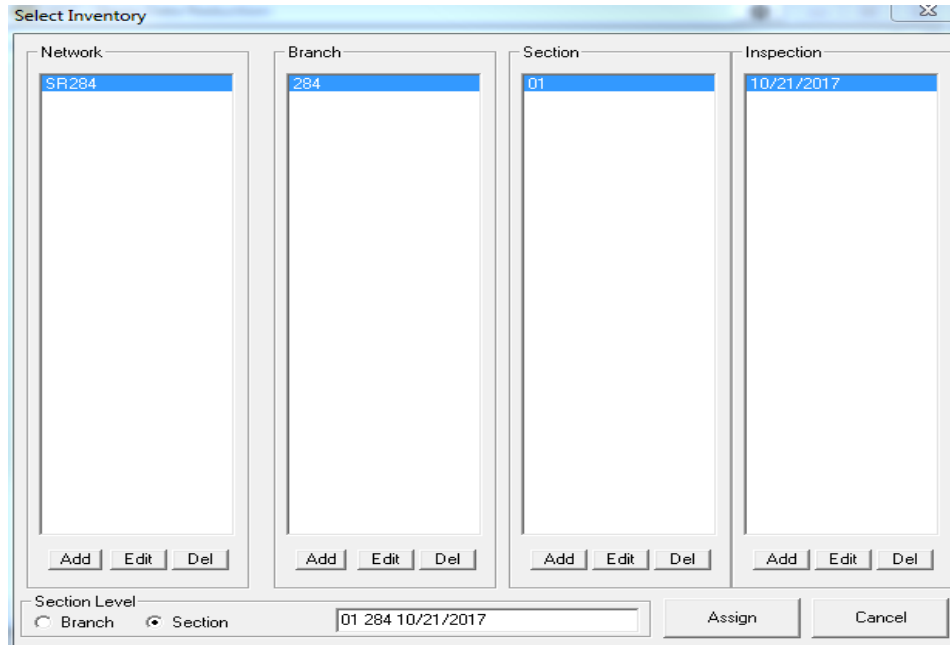 Select Inventory
Network Branch Section Inspection
SR284 284 01 10/21/2017
Add Edit Del Add Edit Del Add Edit Del Add Edit Del
Section Level
Branch Section 01 284 10/21/2017 Assign Cancel